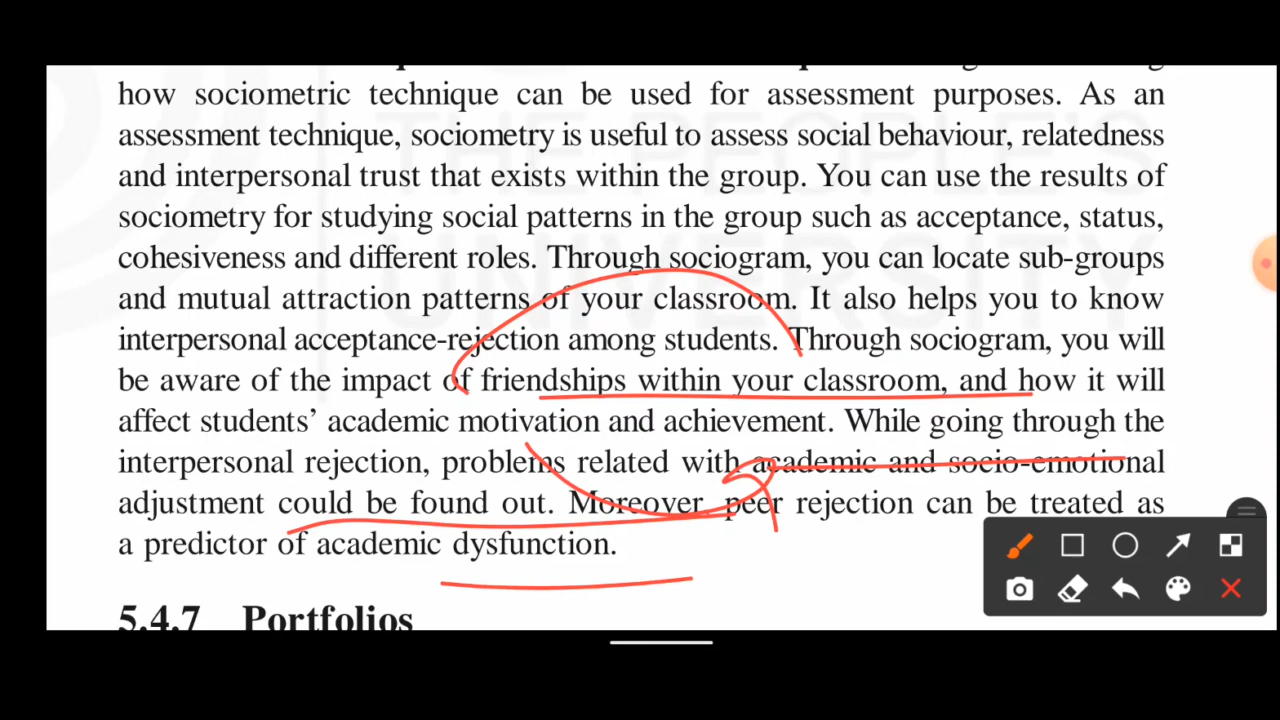 how sociometric technique can be used for assessment purposes. As an
assessment technique, sociometry is useful to assess social behaviour, relatedness
and interpersonal trust that exists within the group. You can use the results of
sociometry for studying social patterns in the group such as acceptance, status,
cohesiveness and different roles. Through sociogram, you can locate sub-groups
and mutual attraction patterns of your classroom. It also helps you to know
interpersonal acceptance-rejection among students. Through sociogram, you will
be aware of the impact of friendships within your classroom, and how it will
affect students’ academic motivation and achievement. While going through the
interpersonal rejection, problems related with academic and socio-emotional
adjustment could be found out. Moreover, peer rejection can be treated as
a predictor of academic dysfunction.
5.4.7 Portfolios
THE PEOPLE'S
UNIVERSITY